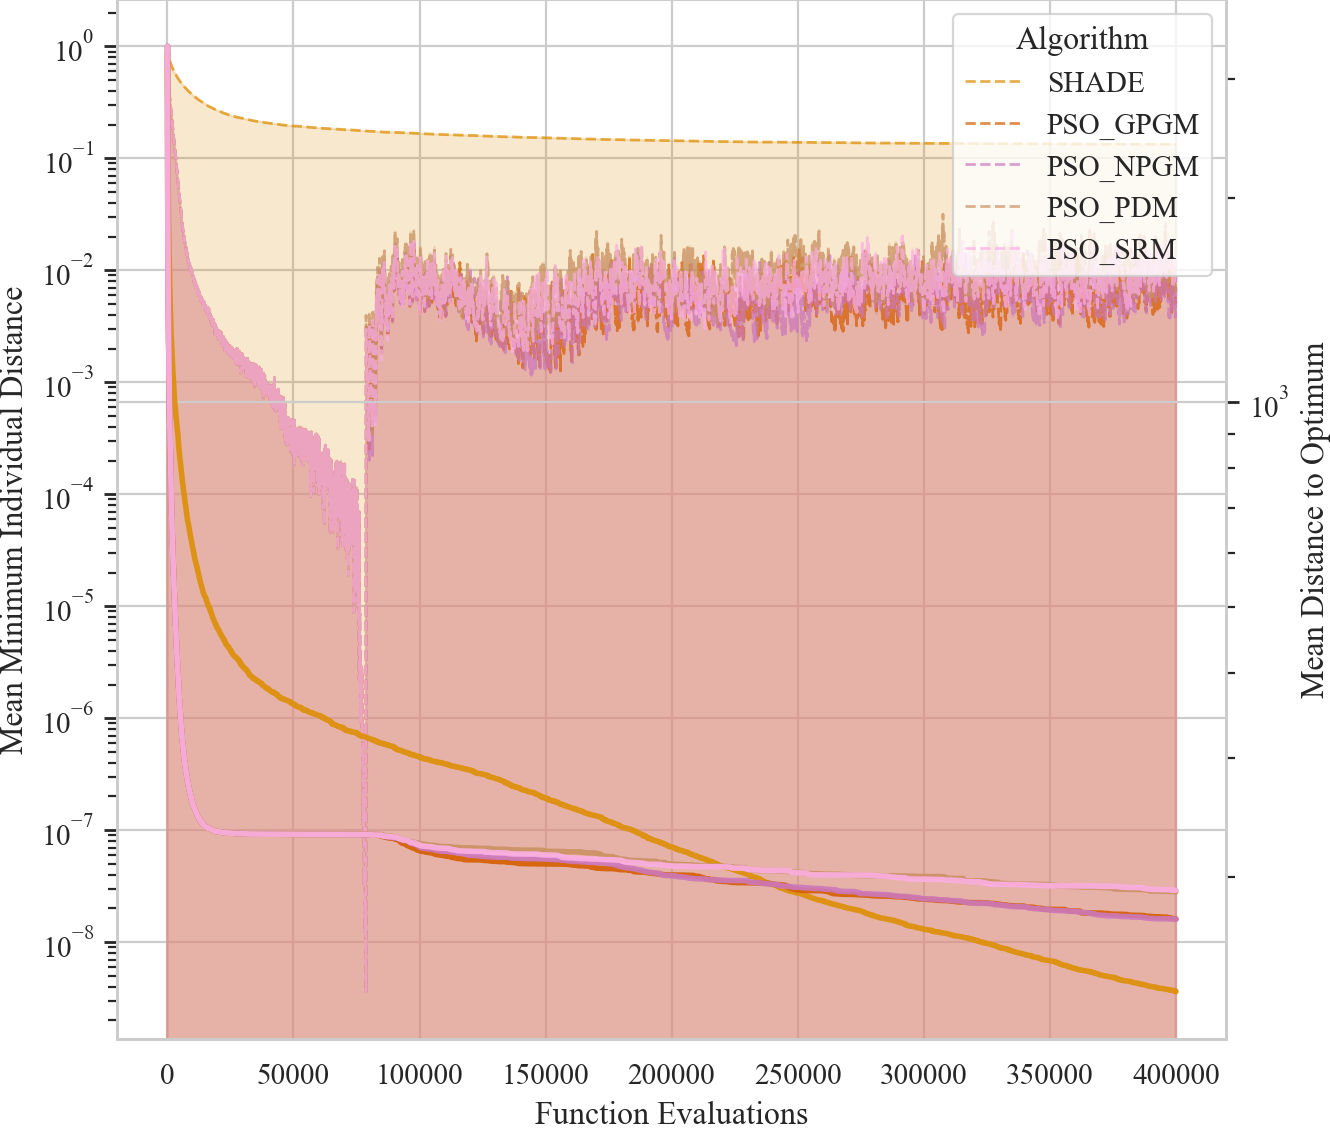 Mean Minimum Individual Distance
10^0
10^−1
10^−2
10^−3
10^−4
10^−5
10^−6
10^−7
10^−8
Algorithm
SHADE
PSO_GPGM
PSO_NPGM
PSO_PDM
PSO_SRM
10^3
Mean Distance to Optimum
0 50000 100000 150000 200000 250000 300000 350000 400000
Function Evaluations